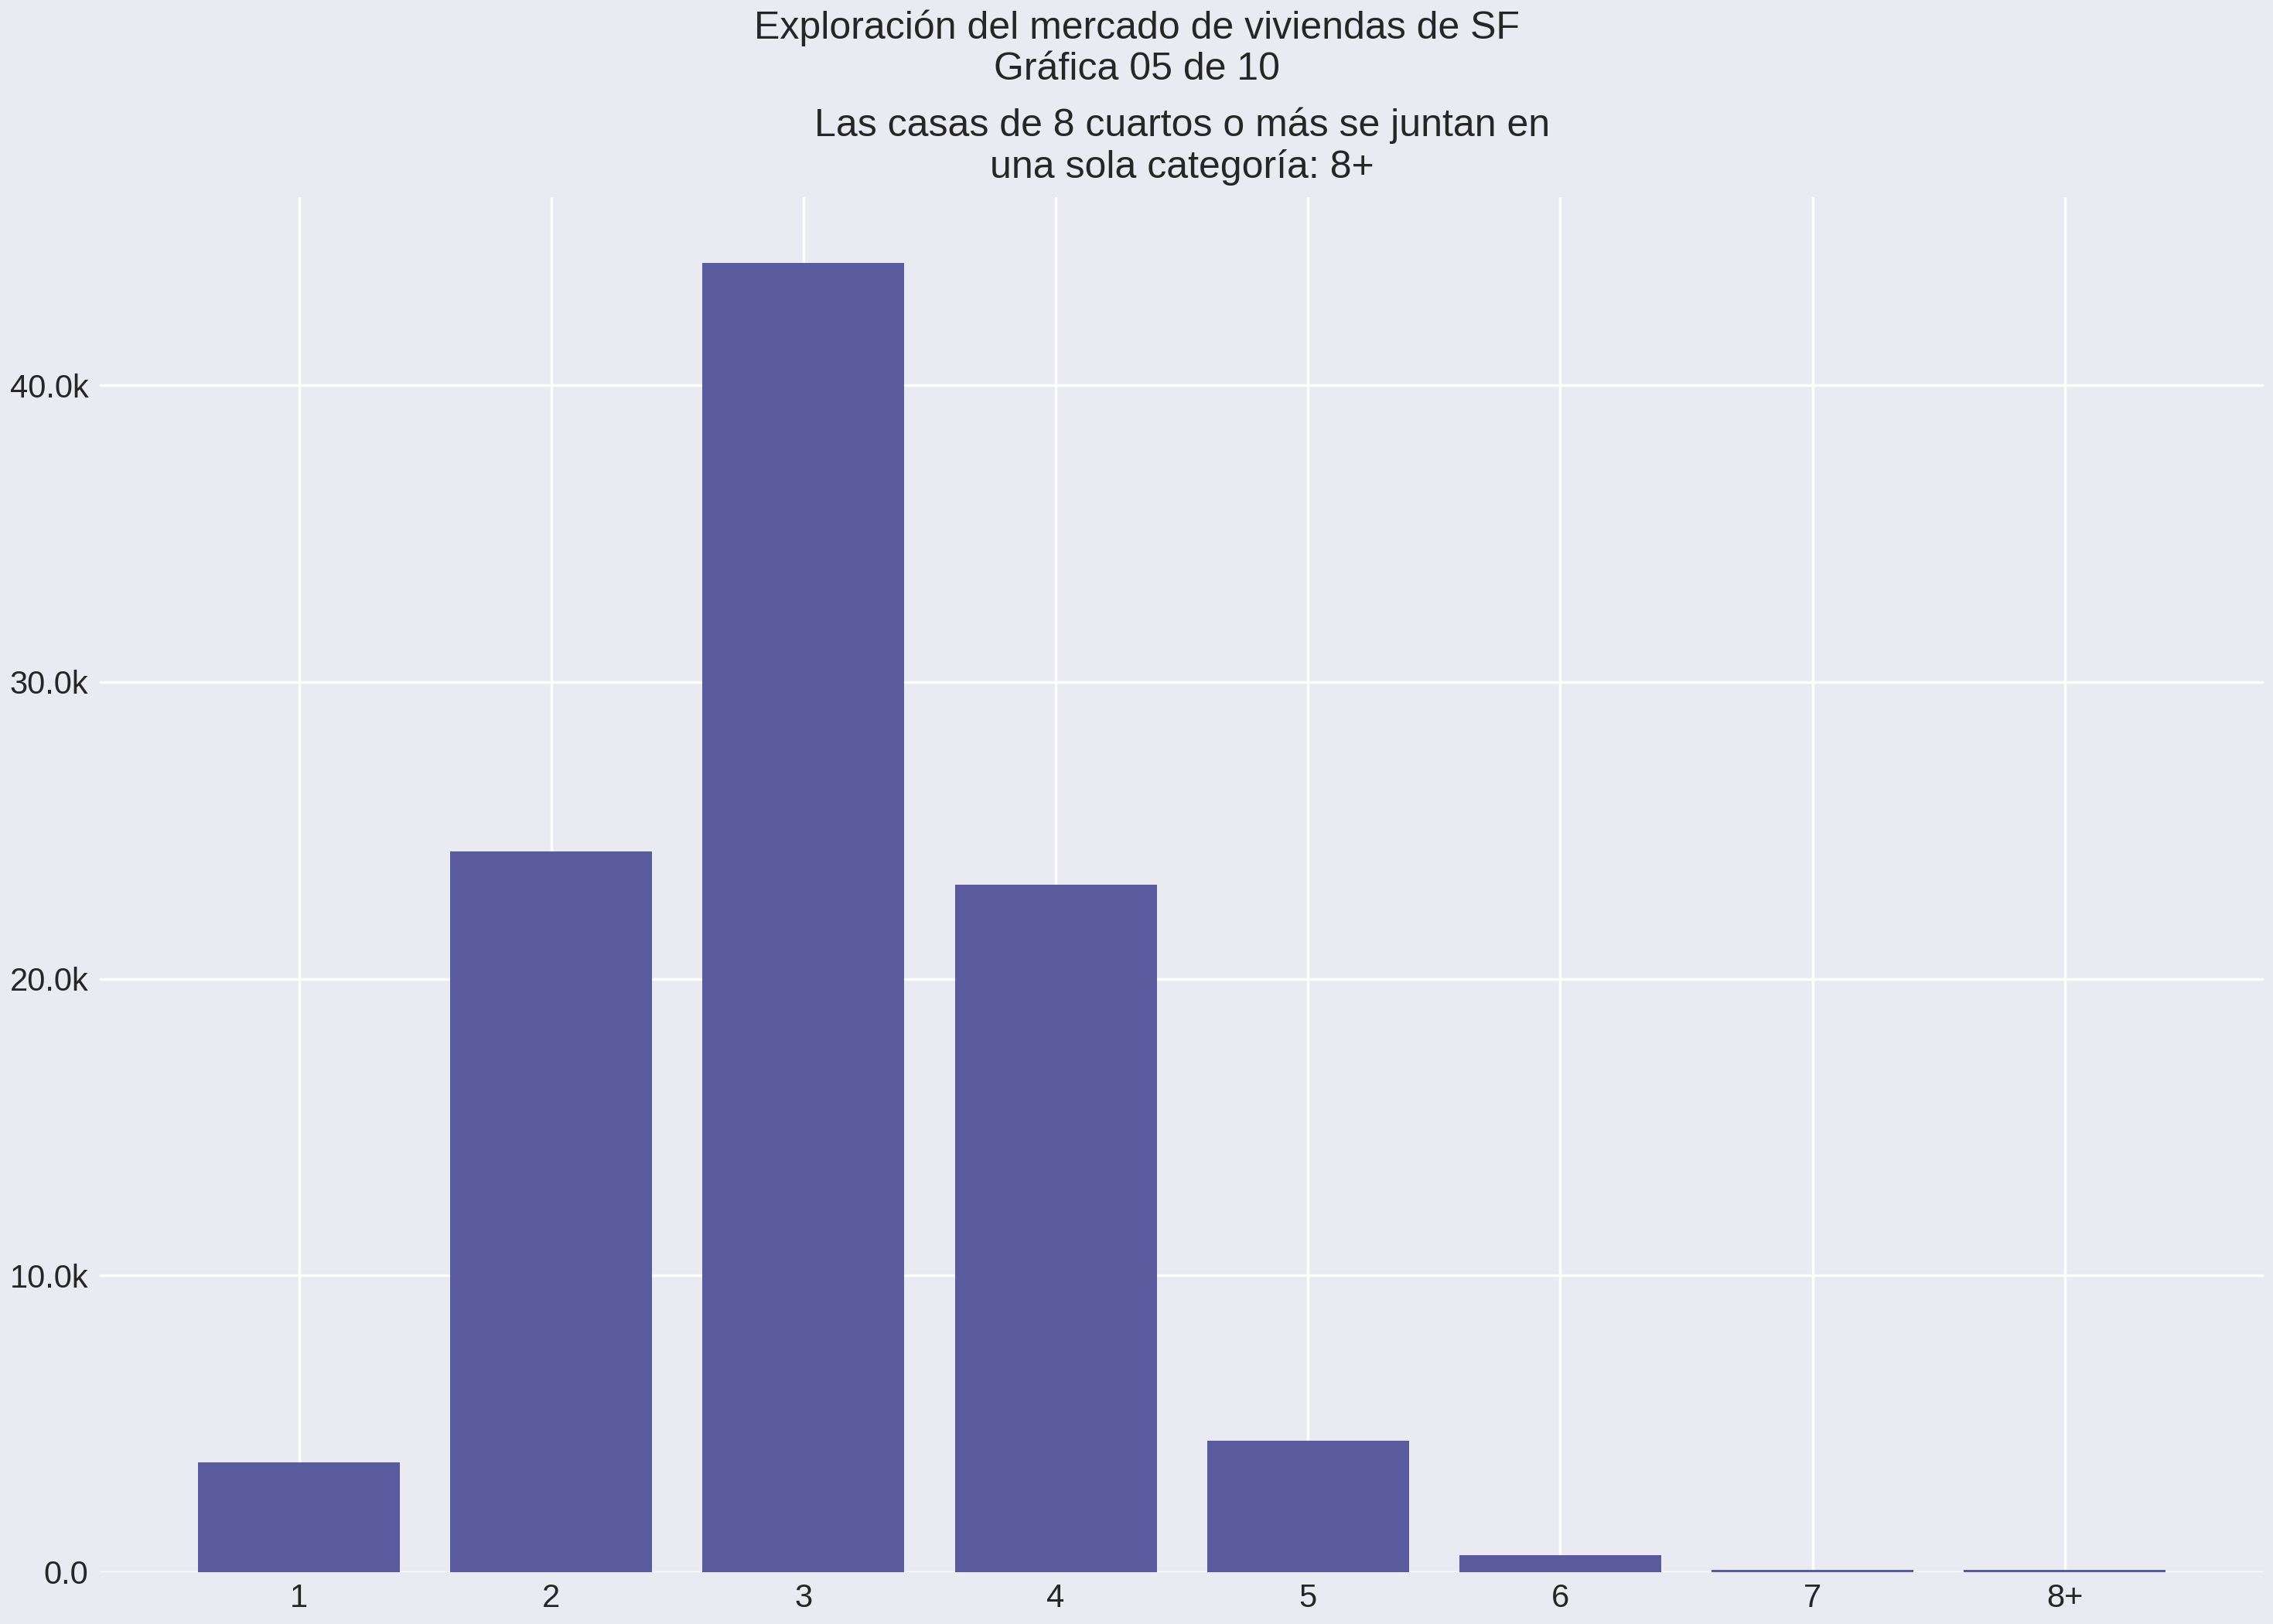 Exploración del mercado de viviendas de SF
Gráfica 05 de 10
Las casas de 8 cuartos o más se juntan en
una sola categoría: 8+
40.0k
30.0k
20.0k
10.0k
0.0
1 2 3 4 5 6 7 8+